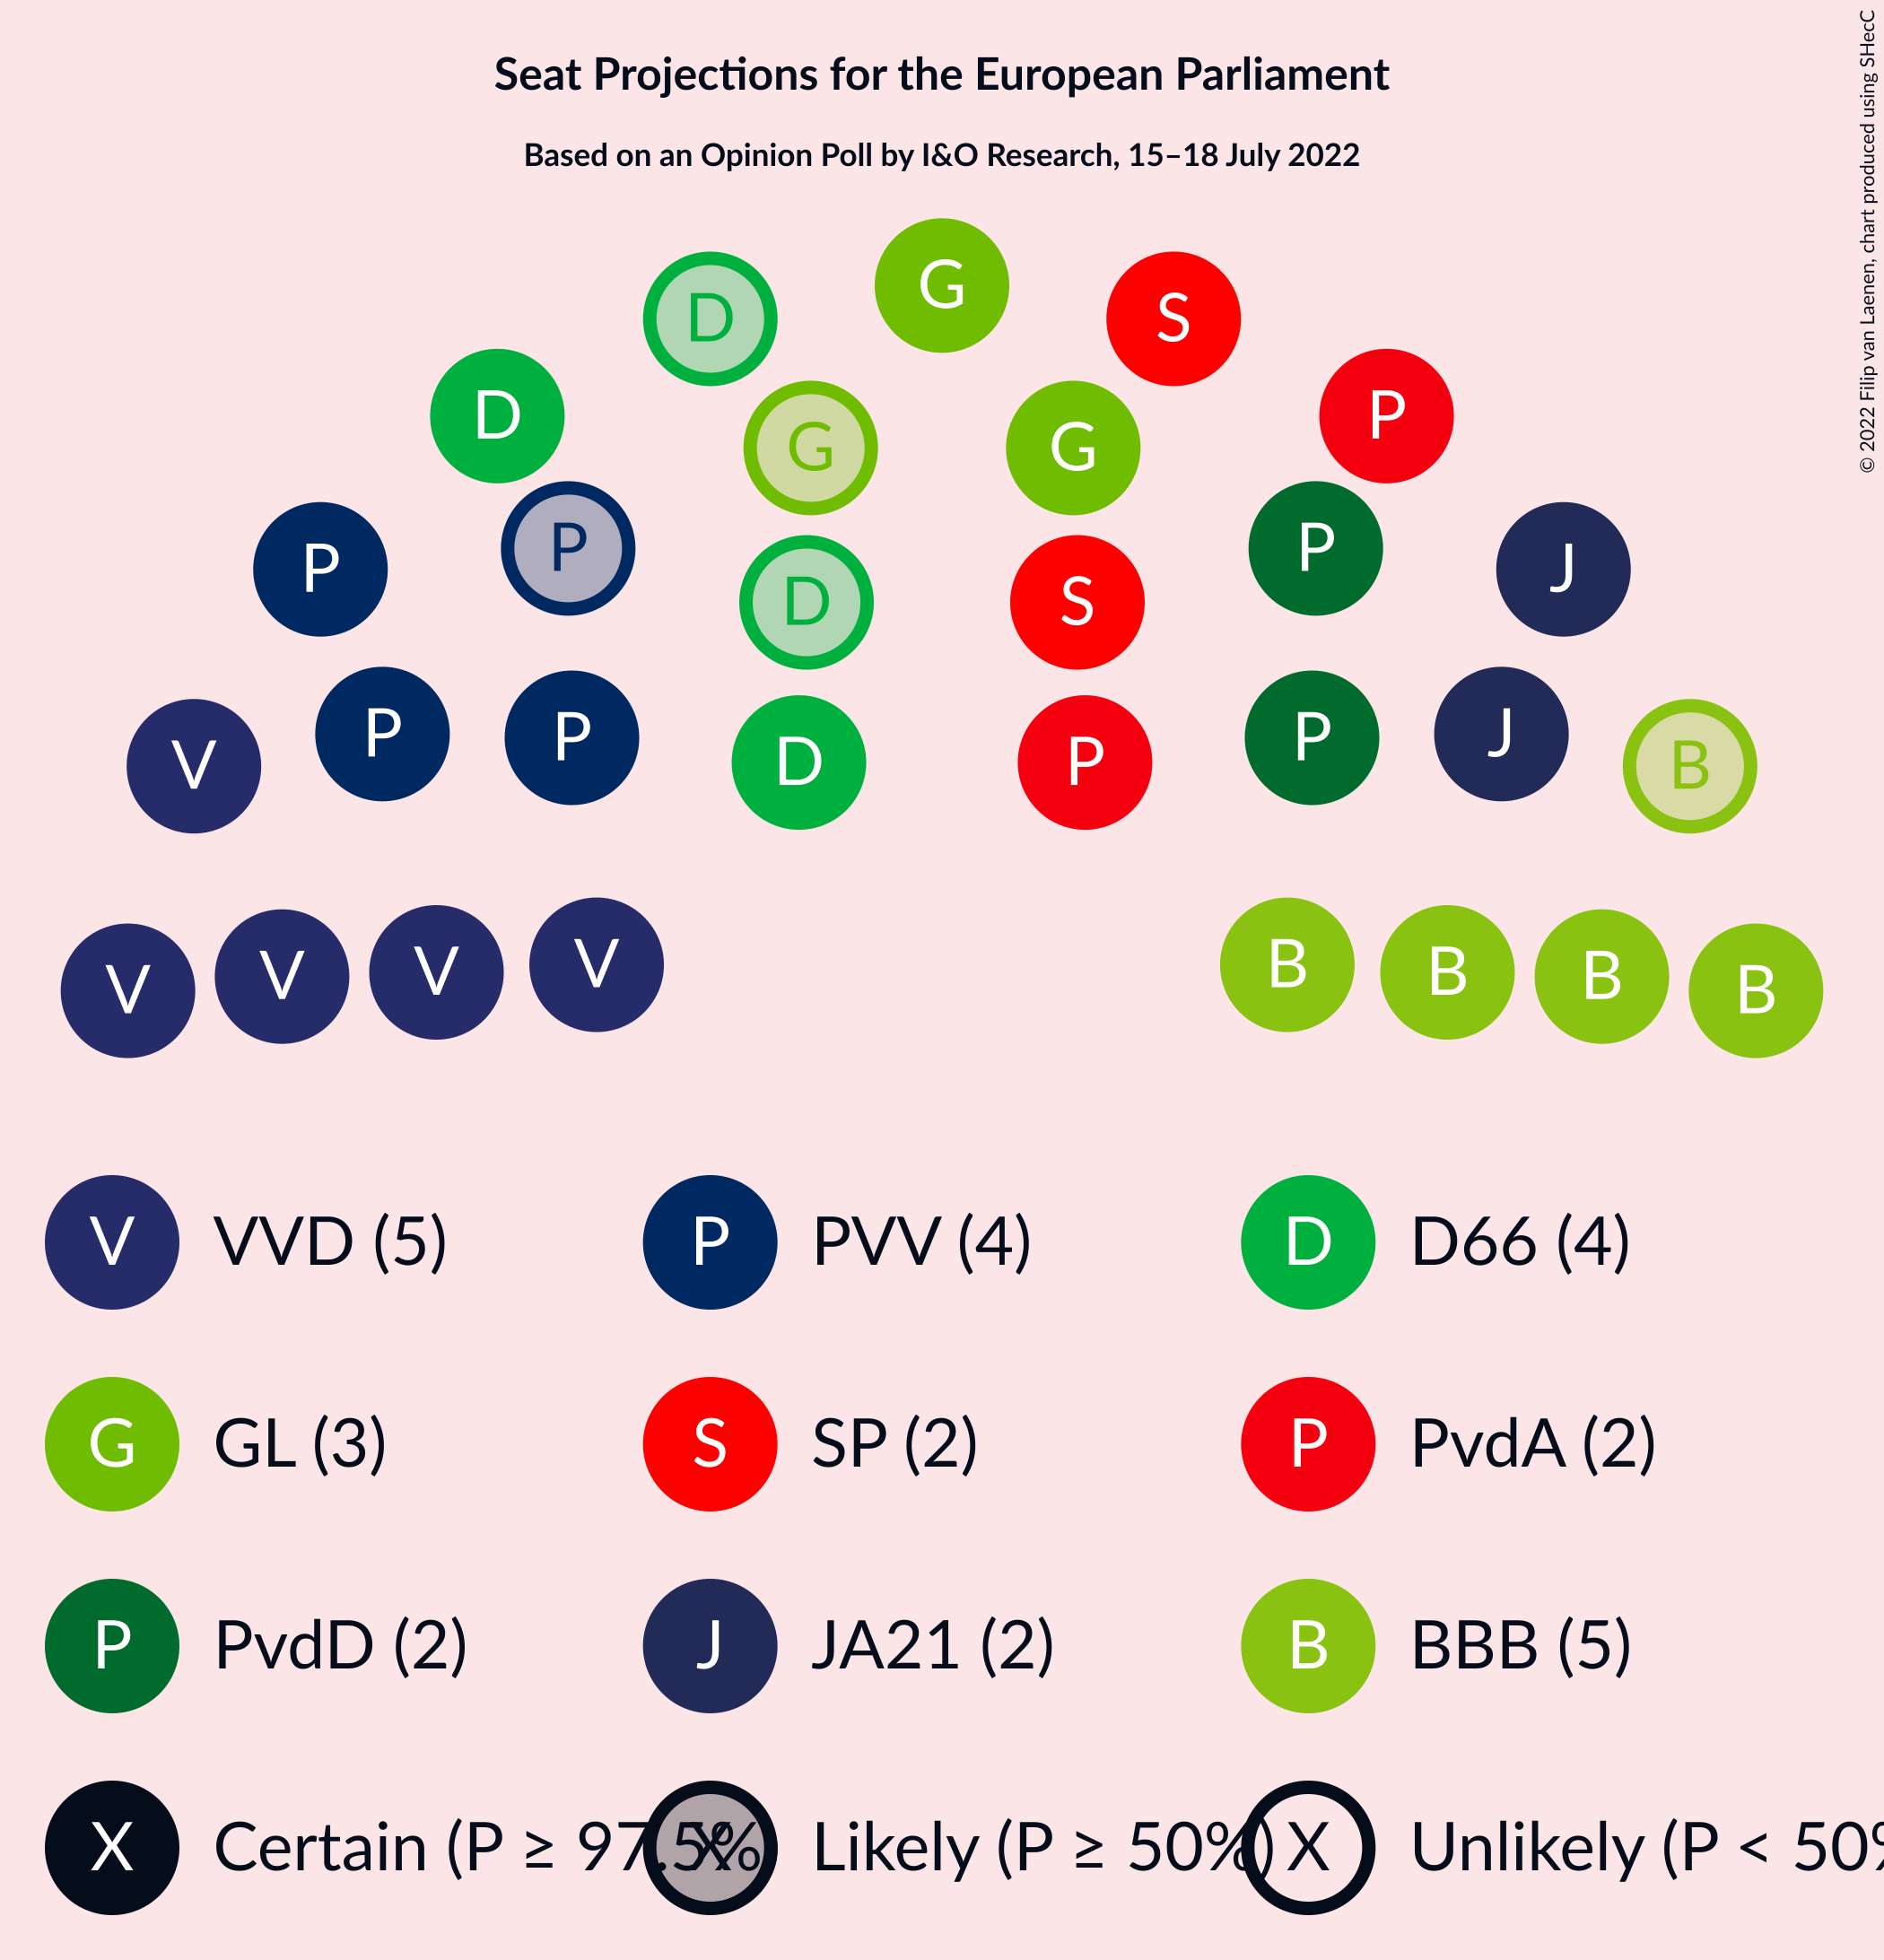 Seat Projections for the European Parliament
Based on an Opinion Poll by I&O Research, 15–18 July 2022
© 2022 Filip van Laenen, chart produced using SHecC
G
D S
D P
G G
P P P J
D S
V P P D P P J B
V V V V B B B B
V VVD (5) P PVV (4) D D66 (4)
G GL (3) S SP (2) P PvdA (2)
P PvdD (2) J JA21 (2) B BBB (5)
X Certain (P ≥ 97.5% X Likely (P ≥ 50%) X Unlikely (P < 50%